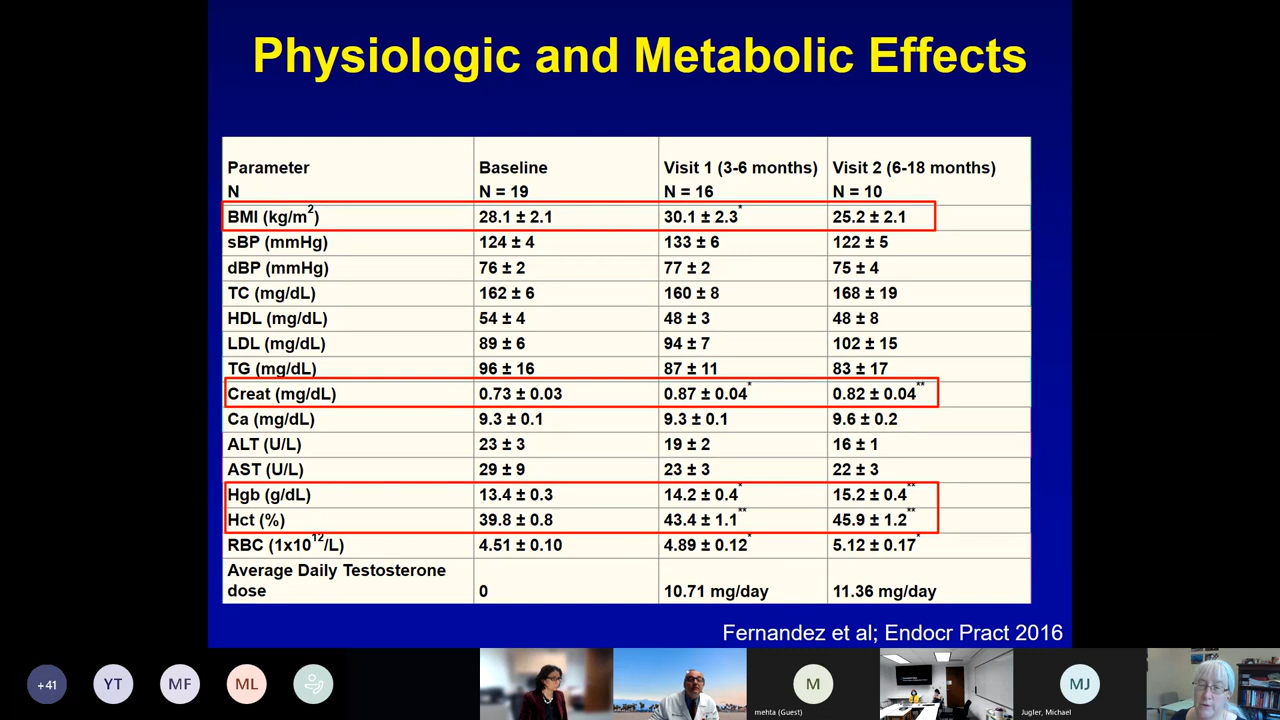 Physiologic and Metabolic Effects
Parameter Baseline Visit 1 (3-6 months) Visit 2 (6-18 months)
N N = 19 N = 16 N = 10
BMI (kg/m²) 28.1 ± 2.1 30.1 ± 2.3* 25.2 ± 2.1
sBP (mmHg) 124 ± 4 133 ± 6 122 ± 5
dBP (mmHg) 76 ± 2 77 ± 2 75 ± 4
TC (mg/dL) 162 ± 6 160 ± 8 168 ± 19
HDL (mg/dL) 54 ± 4 48 ± 3 48 ± 8
LDL (mg/dL) 89 ± 6 94 ± 7 102 ± 15
TG (mg/dL) 96 ± 16 87 ± 11 83 ± 17
Creat (mg/dL) 0.73 ± 0.03 0.87 ± 0.04* 0.82 ± 0.04**
Ca (mg/dL) 9.3 ± 0.1 9.3 ± 0.1 9.6 ± 0.2
ALT (U/L) 23 ± 3 19 ± 2 16 ± 1
AST (U/L) 29 ± 9 23 ± 3 22 ± 3
Hgb (g/dL) 13.4 ± 0.3 14.2 ± 0.4* 15.2 ± 0.4**
Hct (%) 39.8 ± 0.8 43.4 ± 1.1** 45.9 ± 1.2**
RBC (1x10¹²/L) 4.51 ± 0.10 4.89 ± 0.12* 5.12 ± 0.17*
Average Daily Testosterone
dose 0 10.71 mg/day 11.36 mg/day
Fernandez et al; Endocr Pract 2016
+41 YT MF ML M MJ
mehta (Guest) Jugler, Michael